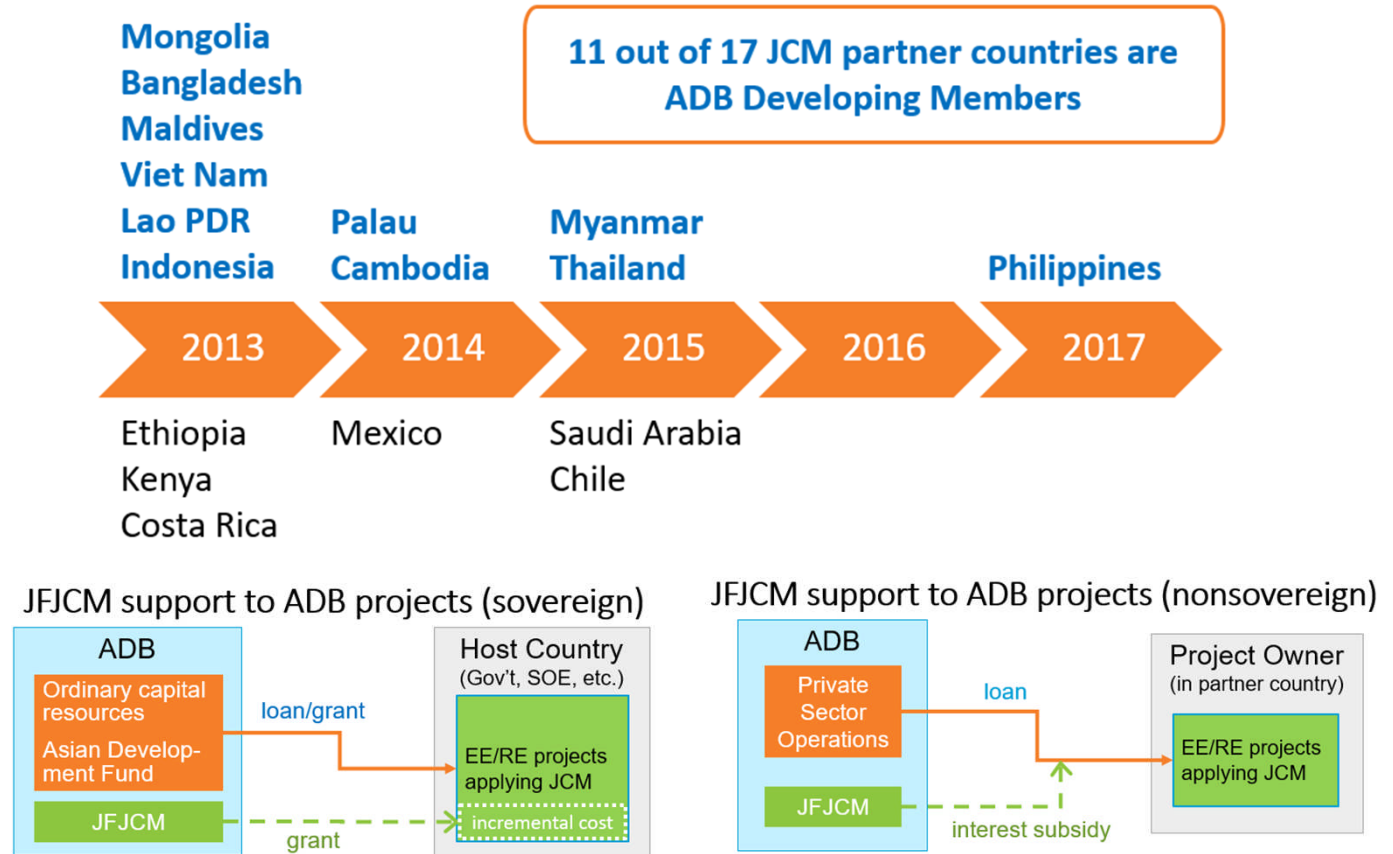 Mongolia
Bangladesh
Maldives
Viet Nam
Lao PDR
Indonesia
Palau
Cambodia
Myanmar
Thailand
Philippines
11 out of 17 JCM partner countries are
ADB Developing Members
2013
2014
2015
2016
2017
Ethiopia
Kenya
Costa Rica
Mexico
Saudi Arabia
Chile
JFJCM support to ADB projects (sovereign)
ADB
Ordinary capital
resources
Asian Develop-
ment Fund
JFJCM
loan/grant
grant
Host Country
(Gov't, SOE, etc.)
EE/RE projects
applying JCM
incremental cost
JFJCM support to ADB projects (nonsovereign)
ADB
Private
Sector
Operations
JFJCM
loan
interest subsidy
Project Owner
(in partner country)
EE/RE projects
applying JCM